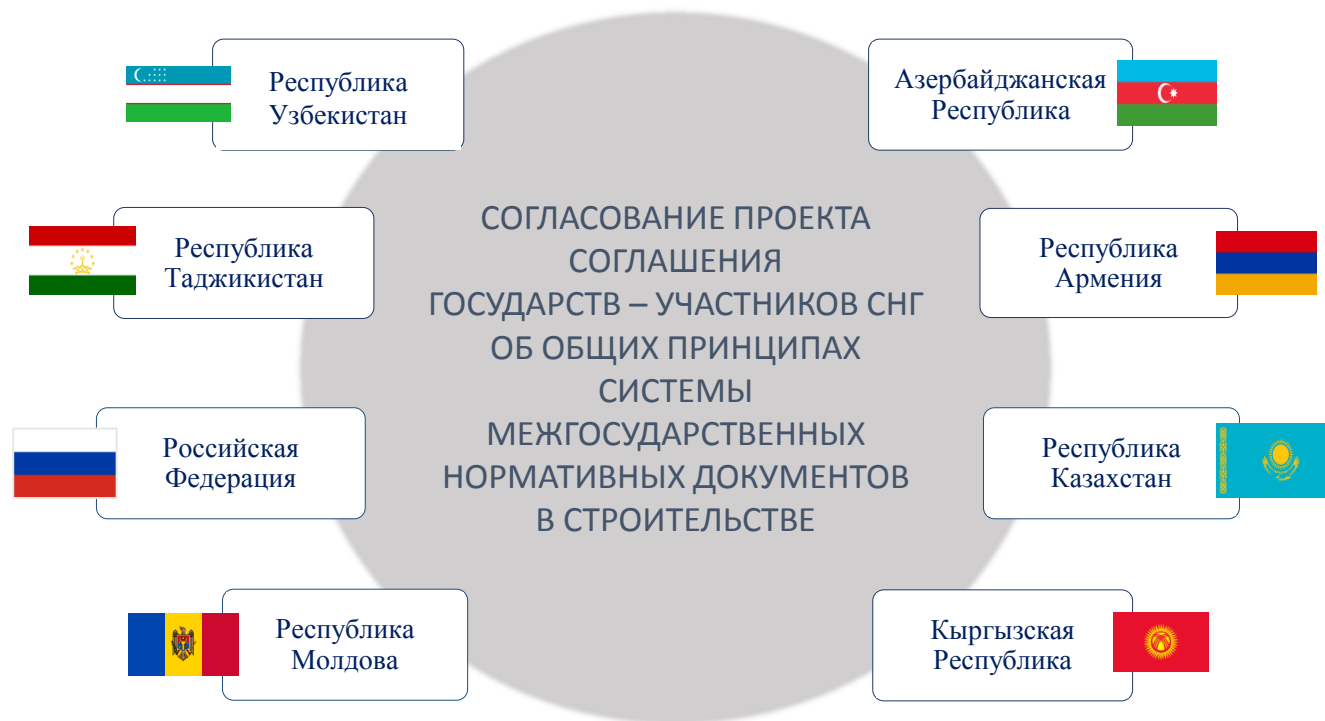 Республика
Узбекистан
Азербайджанская
Республика
Республика
Таджикистан
СОГЛАСОВАНИЕ ПРОЕКТА
СОГЛАШЕНИЯ
ГОСУДАРСТВ – УЧАСТНИКОВ СНГ
ОБ ОБЩИХ ПРИНЦИПАХ
СИСТЕМЫ
МЕЖГОСУДАРСТВЕННЫХ
НОРМАТИВНЫХ ДОКУМЕНТОВ
В СТРОИТЕЛЬСТВЕ
Республика
Армения
Российская
Федерация
Республика
Казахстан
Республика
Молдова
Кыргызская
Республика